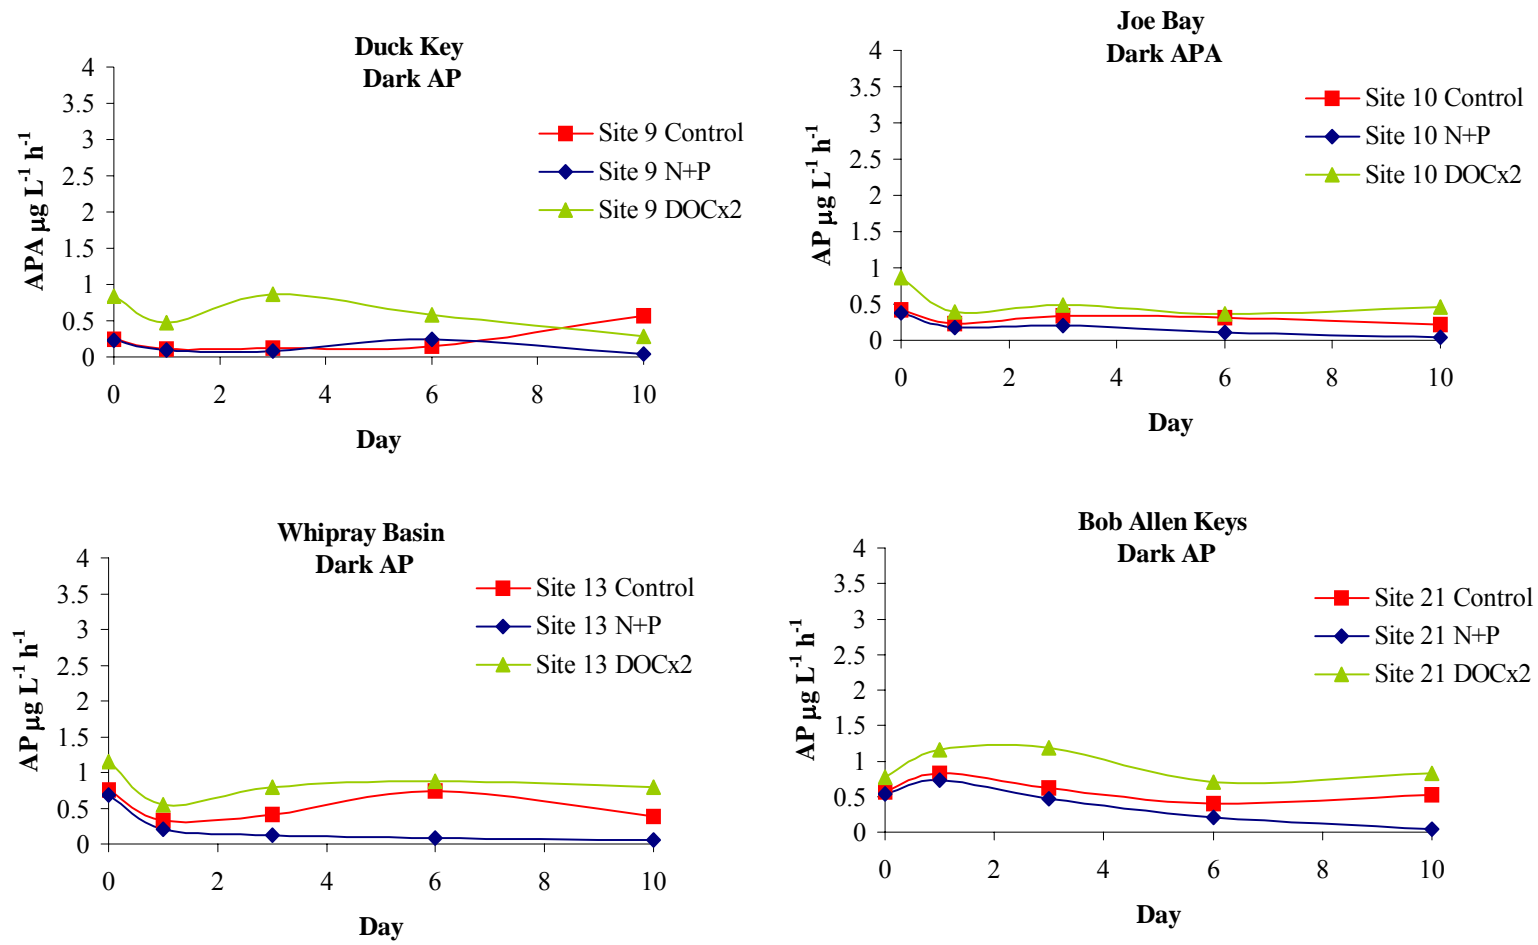 Duck Key
Dark AP
4
3.5
3
2.5
2
1.5
1
0.5
0
APA µg L⁻¹ h⁻¹
0 2 4 6 8 10
Day
Site 9 Control
Site 9 N+P
Site 9 DOCx2
Joe Bay
Dark APA
4
3.5
3
2.5
2
1.5
1
0.5
0
AP µg L⁻¹ h⁻¹
0 2 4 6 8 10
Day
Site 10 Control
Site 10 N+P
Site 10 DOCx2
Whipray Basin
Dark AP
4
3.5
3
2.5
2
1.5
1
0.5
0
AP µg L⁻¹ h⁻¹
0 2 4 6 8 10
Day
Site 13 Control
Site 13 N+P
Site 13 DOCx2
Bob Allen Keys
Dark AP
4
3.5
3
2.5
2
1.5
1
0.5
0
AP µg L⁻¹ h⁻¹
0 2 4 6 8 10
Day
Site 21 Control
Site 21 N+P
Site 21 DOCx2